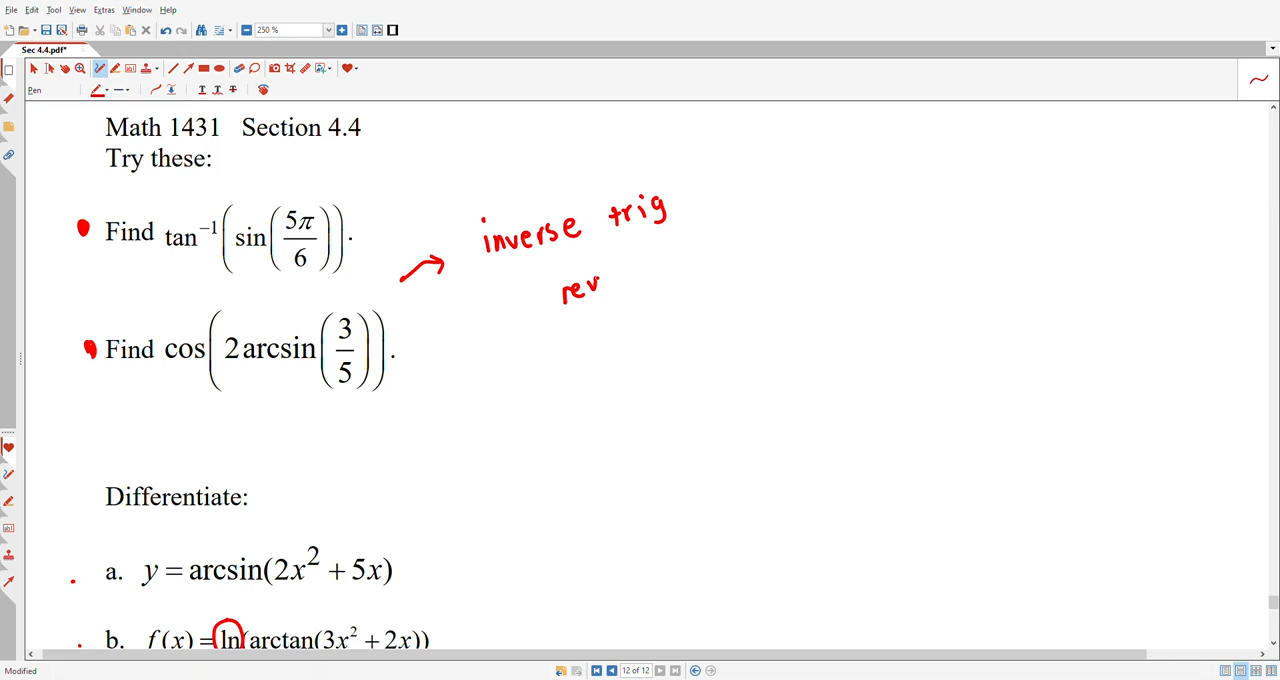 File Edit Tool View Extras Window Help
250 %
Sec 4.4.pdf*
Pen
Math 1431 Section 4.4
Try these:
Find tan⁻¹(sin(5π/6)).
inverse trig
rev
Find cos(2arcsin(3/5)).
Differentiate:
a. y = arcsin(2x² + 5x)
b. f(x) = ln(arctan(3x² + 2x))
12 of 12
Modified